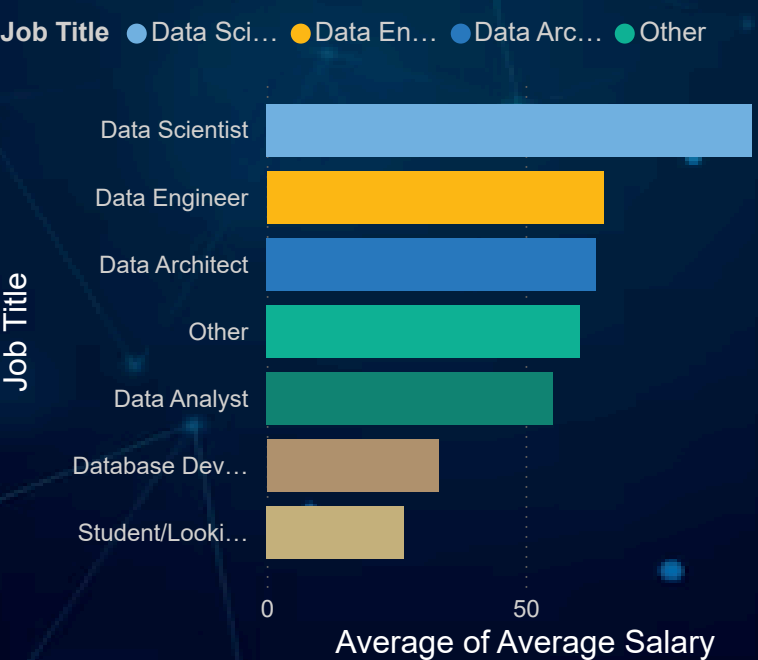 Job Title Data Sci… Data En… Data Arc… Other
Data Scientist
Data Engineer
Data Architect
Other
Data Analyst
Database Dev…
Student/Looki…
Job Title
0 50
Average of Average Salary